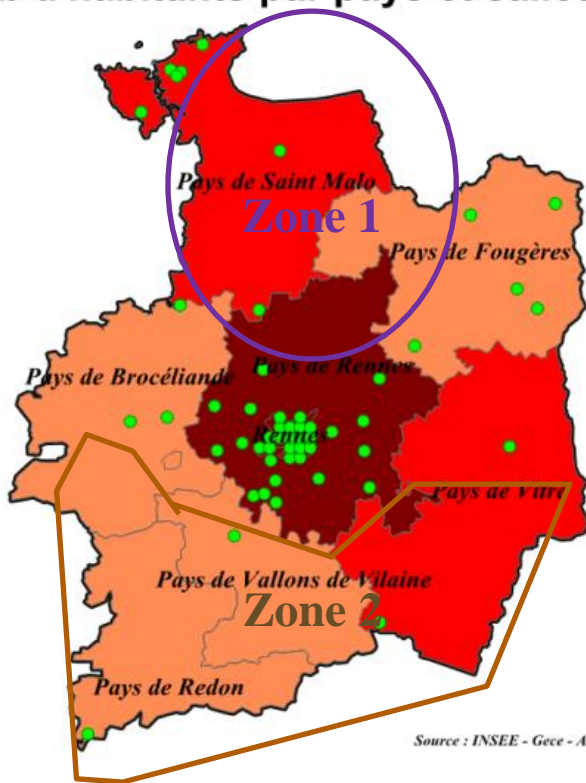 Pays de Saint Malo
Zone 1
Pays de Fougères
Pays de Rennes
Pays de Brocéliande
Rennes
Pays de Vitré
Pays de Vallons de Vilaine
Zone 2
Pays de Redon
Source : INSEE - Gece - A